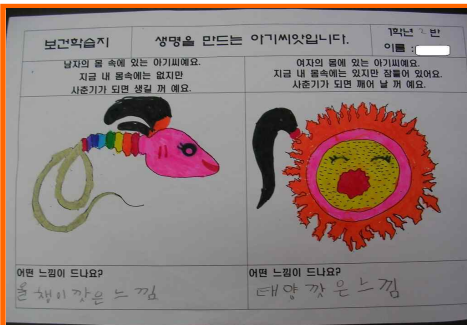 보건학습지
생명을 만드는 아기씨앗입니다.
1학년 2 반
이름 :
남자의 몸 속에 있는 아기씨예요.
지금 내 몸속에는 없지만
사춘기가 되면 생길 꺼 예요.
여자의 몸에 있는 아기씨예요.
지금 내 몸속에는 있지만 잠들어 있어요.
사춘기가 되면 깨어 날 꺼 예요.
어떤 느낌이 드나요?
올챙이 같은 느낌
어떤 느낌이 드나요?
태양 같은 느낌